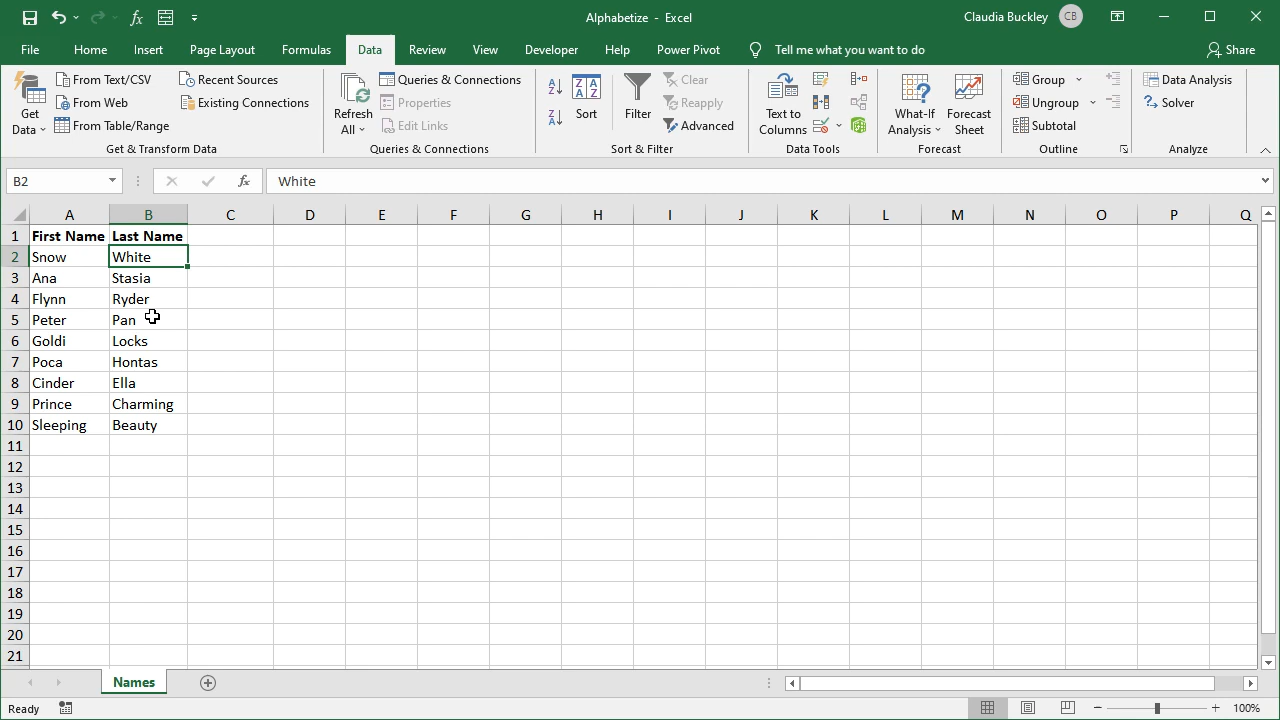 Alphabetize - Excel
Claudia Buckley CB
File Home Insert Page Layout Formulas Data Review View Developer Help Power Pivot Tell me what you want to do Share
Get Data
From Text/CSV
From Web
From Table/Range
Recent Sources
Existing Connections
Get & Transform Data
Refresh All
Queries & Connections
Properties
Edit Links
Queries & Connections
Sort
Filter
Clear
Reapply
Advanced
Sort & Filter
Text to Columns
Data Tools
What-If Analysis
Forecast Sheet
Forecast
Group
Ungroup
Subtotal
Outline
Data Analysis
Solver
Analyze
B2 fx White
A B C D E F G H I J K L M N O P Q
1 First Name Last Name
2 Snow White
3 Ana Stasia
4 Flynn Ryder
5 Peter Pan
6 Goldi Locks
7 Poca Hontas
8 Cinder Ella
9 Prince Charming
10 Sleeping Beauty
11
12
13
14
15
16
17
18
19
20
21
Names
Ready 100%